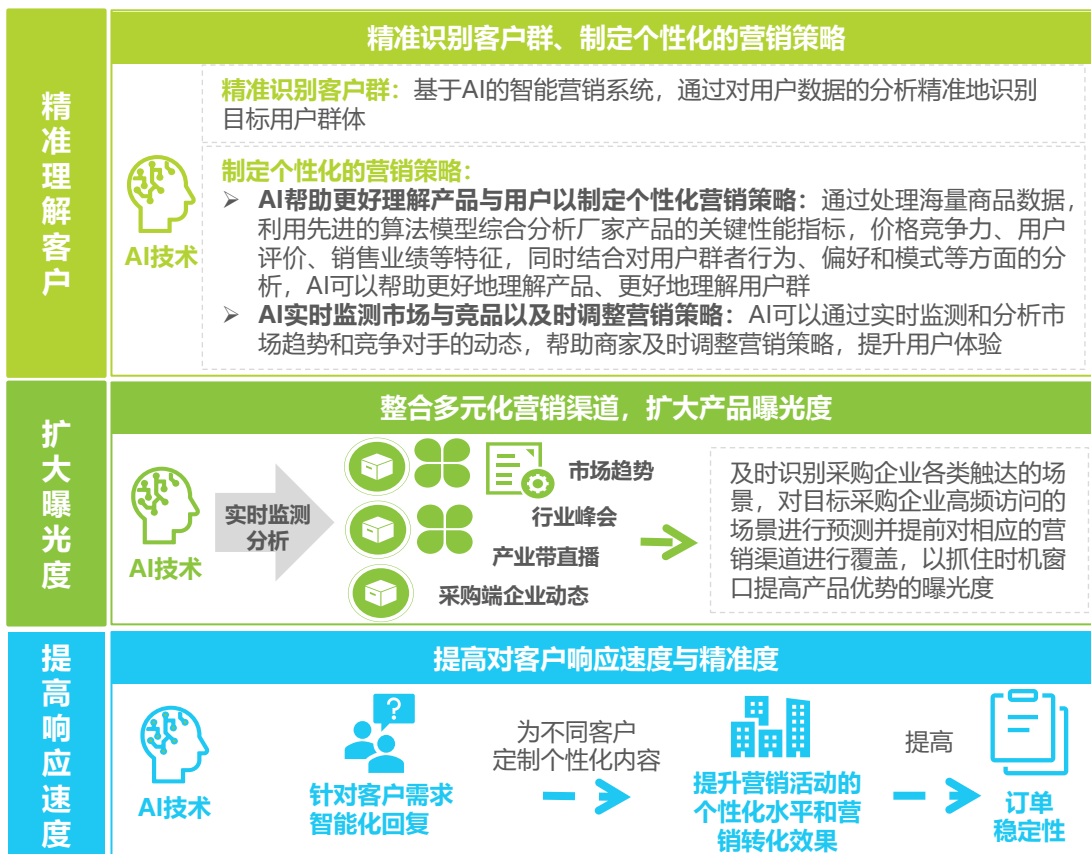 精准理解客户
精准识别客户群、制定个性化的营销策略
AI技术
精准识别客户群：基于AI的智能营销系统，通过对用户数据的分析精准地识别
目标用户群体
制定个性化的营销策略：
➢ AI帮助更好理解产品与用户以制定个性化营销策略：通过处理海量商品数据，
利用先进的算法模型综合分析厂家产品的关键性能指标，价格竞争力、用户
评价、销售业绩等特征，同时结合对用户群者行为、偏好和模式等方面的分
析，AI可以帮助更好地理解产品、更好地理解用户群
➢ AI实时监测市场与竞品以及时调整营销策略：AI可以通过实时监测和分析市
场趋势和竞争对手的动态，帮助商家及时调整营销策略，提升用户体验
扩大曝光度
整合多元化营销渠道，扩大产品曝光度
AI技术
实时监测
分析
市场趋势
行业峰会
产业带直播
采购端企业动态
及时识别采购企业各类触达的场
景，对目标采购企业高频访问的
场景进行预测并提前对相应的营
销渠道进行覆盖，以抓住时机窗
口提高产品优势的曝光度
提高响应速度
提高对客户响应速度与精准度
AI技术
?
针对客户需求
智能化回复
为不同客户
定制个性化内容
提升营销活动的
个性化水平和营
销转化效果
提高
订单
稳定性